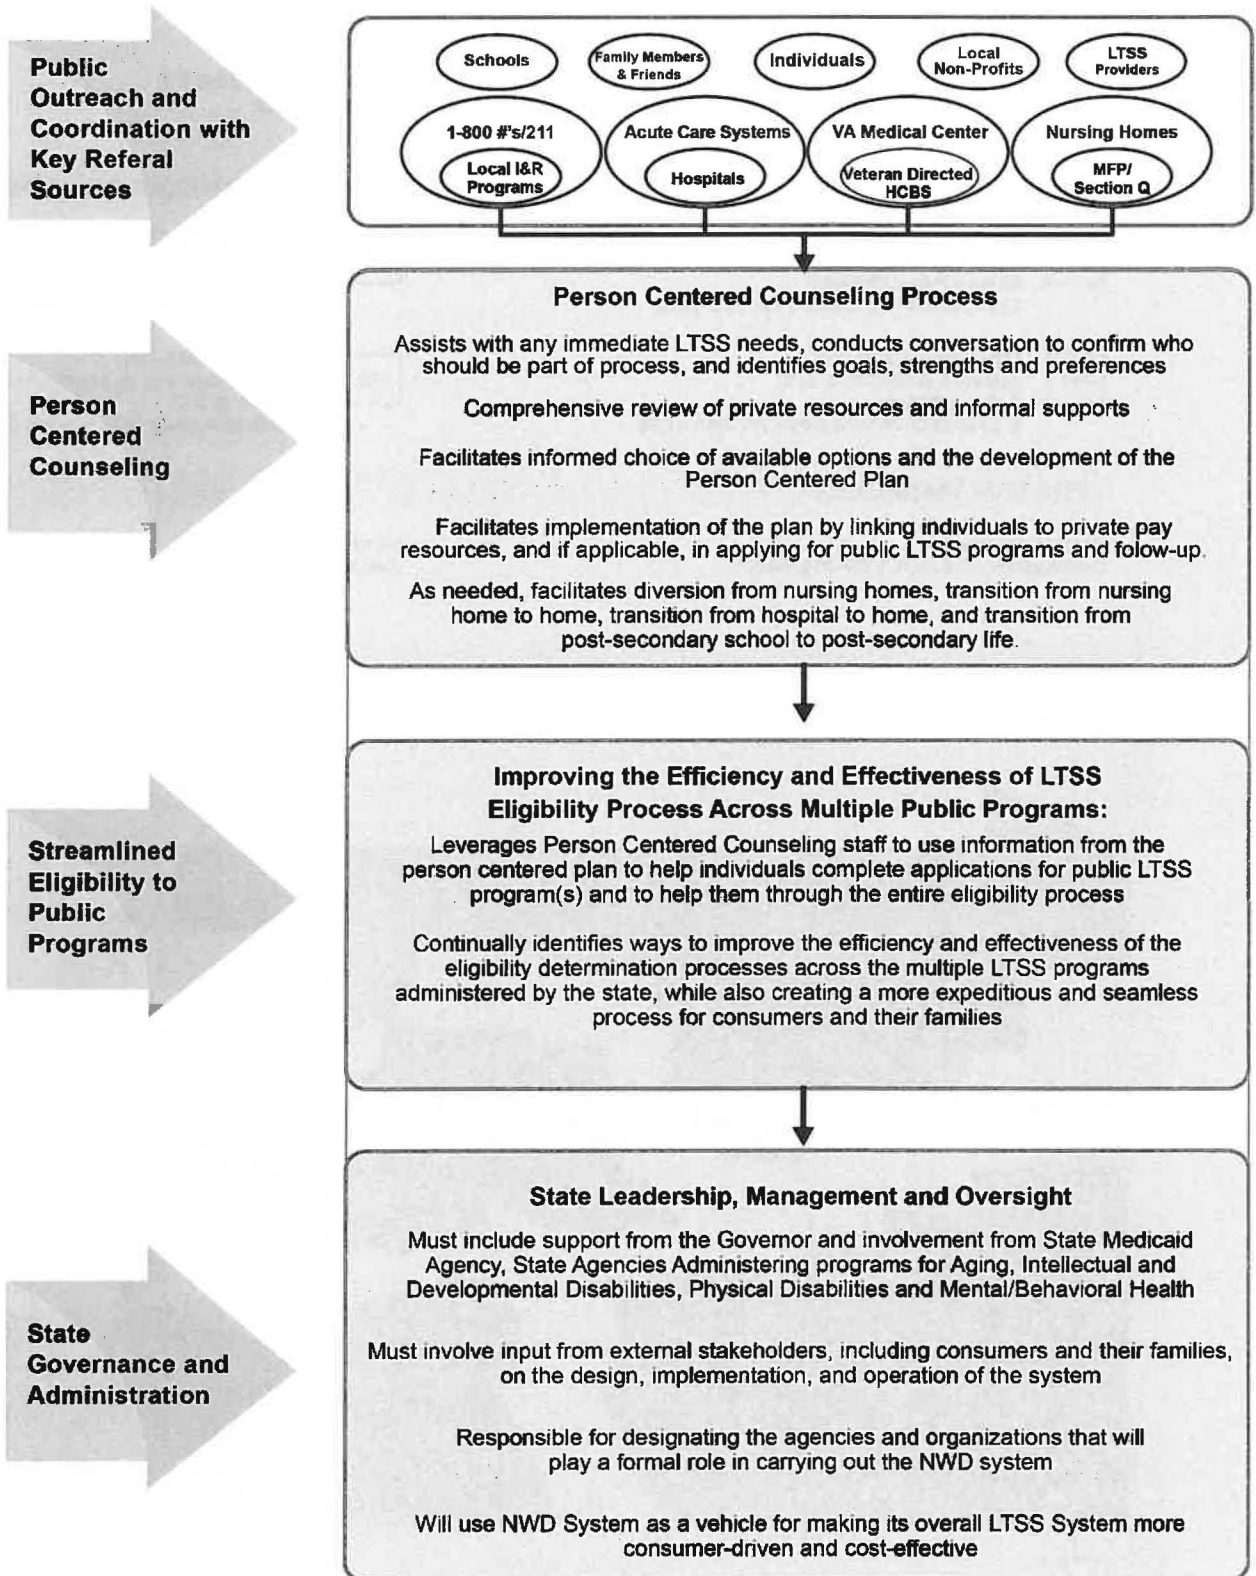 Public
Outreach and
Coordination with
Key Referal
Sources
Schools
Family Members
& Friends
Individuals
Local
Non-Profits
LTSS
Providers
1-800 #'s/211
Local I&R
Programs
Acute Care Systems
Hospitals
VA Medical Center
Veteran Directed
HCBS
Nursing Homes
MFP/
Section Q
Person
Centered
Counseling
Person Centered Counseling Process
Assists with any immediate LTSS needs, conducts conversation to confirm who
should be part of process, and identifies goals, strengths and preferences
Comprehensive review of private resources and informal supports
Facilitates informed choice of available options and the development of the
Person Centered Plan
Facilitates implementation of the plan by linking individuals to private pay
resources, and if applicable, in applying for public LTSS programs and folow-up.
As needed, facilitates diversion from nursing homes, transition from nursing
home to home, transition from hospital to home, and transition from
post-secondary school to post-secondary life.
Streamlined
Eligibility to
Public
Programs
Improving the Efficiency and Effectiveness of LTSS
Eligibility Process Across Multiple Public Programs:
Leverages Person Centered Counseling staff to use information from the
person centered plan to help individuals complete applications for public LTSS
program(s) and to help them through the entire eligibility process
Continually identifies ways to improve the efficiency and effectiveness of the
eligibility determination processes across the multiple LTSS programs
administered by the state, while also creating a more expeditious and seamless
process for consumers and their families
State
Governance and
Administration
State Leadership, Management and Oversight
Must include support from the Governor and involvement from State Medicaid
Agency, State Agencies Administering programs for Aging, Intellectual and
Developmental Disabilities, Physical Disabilities and Mental/Behavioral Health
Must involve input from external stakeholders, including consumers and their families,
on the design, implementation, and operation of the system
Responsible for designating the agencies and organizations that will
play a formal role in carrying out the NWD system
Will use NWD System as a vehicle for making its overall LTSS System more
consumer-driven and cost-effective